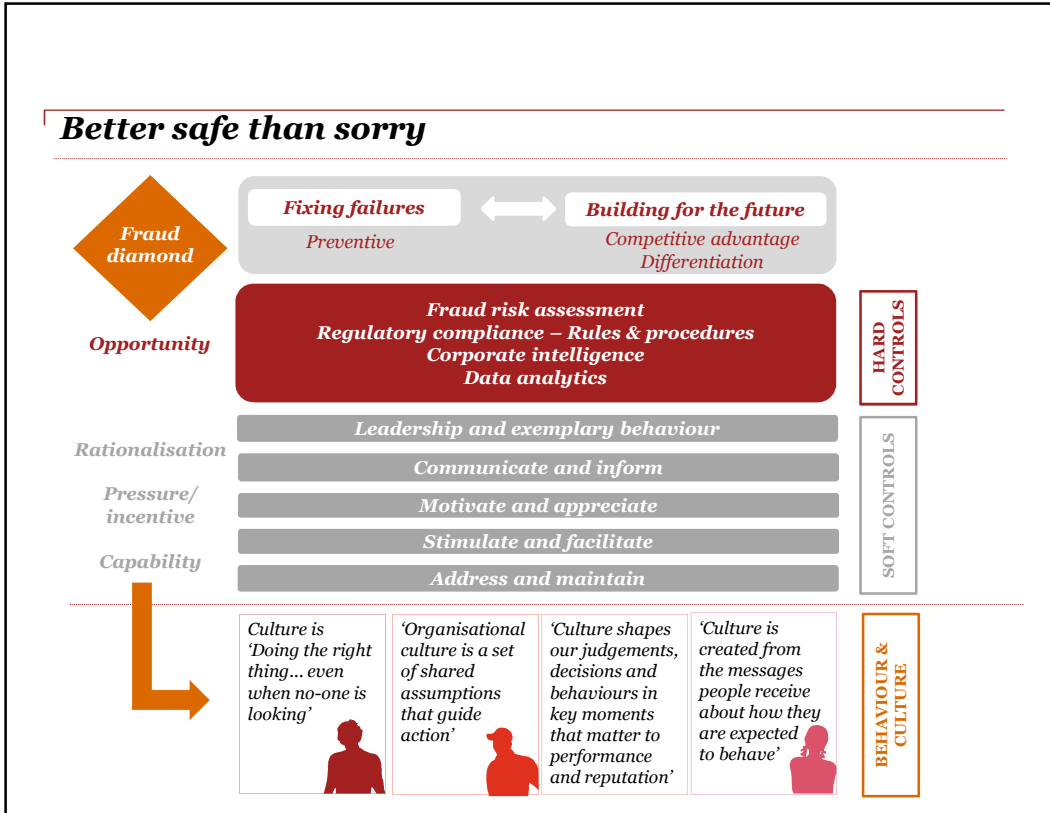 Better safe than sorry
Fraud
diamond
Fixing failures
Preventive
Building for the future
Competitive advantage
Differentiation
Opportunity
Fraud risk assessment
Regulatory compliance – Rules & procedures
Corporate intelligence
Data analytics
HARD
CONTROLS
Rationalisation
Pressure/
incentive
Capability
Leadership and exemplary behaviour
Communicate and inform
Motivate and appreciate
Stimulate and facilitate
Address and maintain
SOFT CONTROLS
Culture is
‘Doing the right
thing… even
when no-one is
looking’
‘Organisational
culture is a set
of shared
assumptions
that guide
action’
‘Culture shapes
our judgements,
decisions and
behaviours in
key moments
that matter to
performance
and reputation’
‘Culture is
created from
the messages
people receive
about how they
are expected
to behave’
BEHAVIOUR &
CULTURE